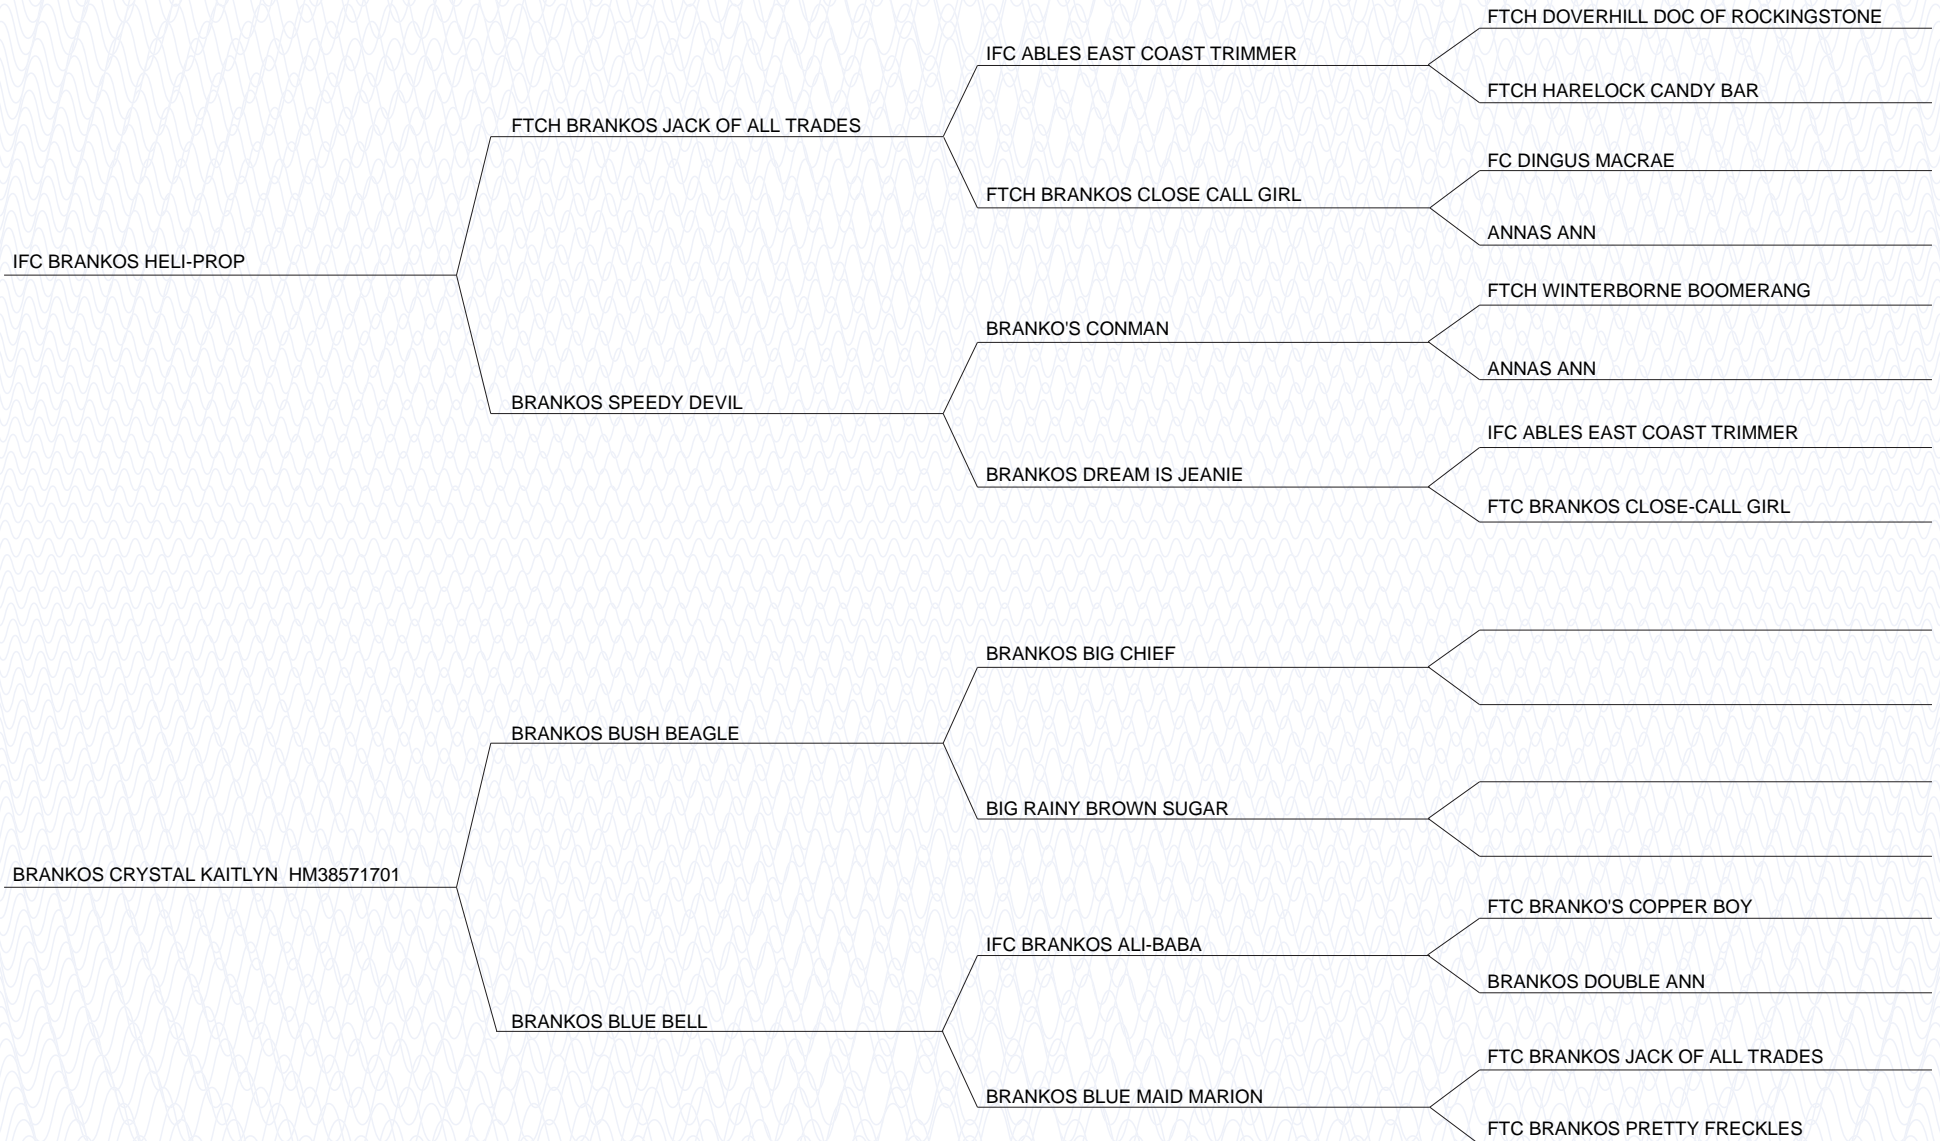 FTCH DOVERHILL DOC OF ROCKINGSTONE
IFC ABLES EAST COAST TRIMMER
FTCH HARELOCK CANDY BAR
FTCH BRANKOS JACK OF ALL TRADES
FC DINGUS MACRAE
FTCH BRANKOS CLOSE CALL GIRL
ANNAS ANN
IFC BRANKOS HELI-PROP
FTCH WINTERBORNE BOOMERANG
BRANKO'S CONMAN
ANNAS ANN
BRANKOS SPEEDY DEVIL
IFC ABLES EAST COAST TRIMMER
BRANKOS DREAM IS JEANIE
FTC BRANKOS CLOSE-CALL GIRL
BRANKOS BIG CHIEF
BRANKOS BUSH BEAGLE
BIG RAINY BROWN SUGAR
BRANKOS CRYSTAL KAITLYN HM38571701
FTC BRANKO'S COPPER BOY
IFC BRANKOS ALI-BABA
BRANKOS DOUBLE ANN
BRANKOS BLUE BELL
FTC BRANKOS JACK OF ALL TRADES
BRANKOS BLUE MAID MARION
FTC BRANKOS PRETTY FRECKLES